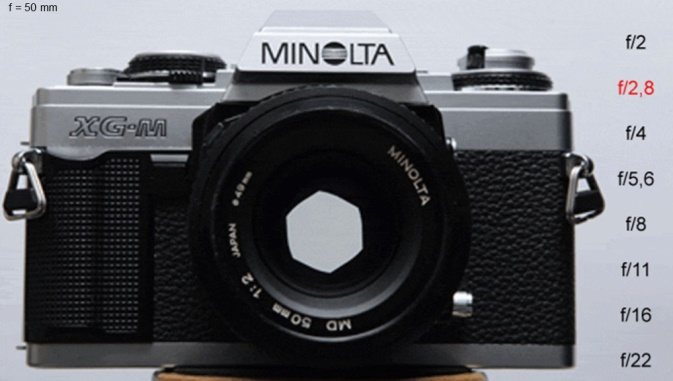 f = 50 mm
MINOLTA
XG-M
MINOLTA
⌀49mm
JAPAN
1:2
MD 50mm
f/2
f/2,8
f/4
f/5,6
f/8
f/11
f/16
f/22